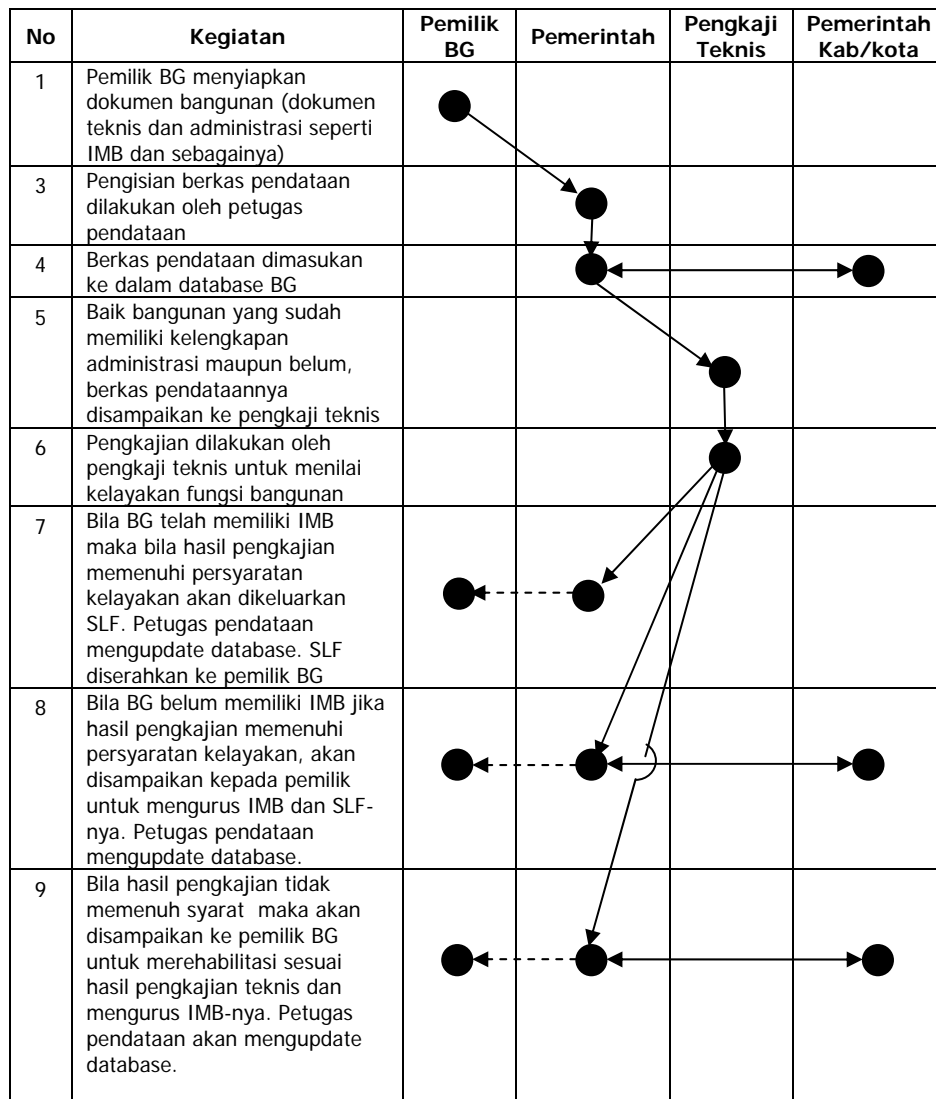 No Kegiatan Pemilik BG Pemerintah Pengkaji Teknis Pemerintah Kab/kota
1 Pemilik BG menyiapkan
dokumen bangunan (dokumen
teknis dan administrasi seperti
IMB dan sebagainya)
3 Pengisian berkas pendataan
dilakukan oleh petugas
pendataan
4 Berkas pendataan dimasukan
ke dalam database BG
5 Baik bangunan yang sudah
memiliki kelengkapan
administrasi maupun belum,
berkas pendataannya
disampaikan ke pengkaji teknis
6 Pengkajian dilakukan oleh
pengkaji teknis untuk menilai
kelayakan fungsi bangunan
7 Bila BG telah memiliki IMB
maka bila hasil pengkajian
memenuhi persyaratan
kelayakan akan dikeluarkan
SLF. Petugas pendataan
mengupdate database. SLF
diserahkan ke pemilik BG
8 Bila BG belum memiliki IMB jika
hasil pengkajian memenuhi
persyaratan kelayakan, akan
disampaikan kepada pemilik
untuk mengurus IMB dan SLF-
nya. Petugas pendataan
mengupdate database.
9 Bila hasil pengkajian tidak
memenuh syarat  maka akan
disampaikan ke pemilik BG
untuk merehabilitasi sesuai
hasil pengkajian teknis dan
mengurus IMB-nya. Petugas
pendataan akan mengupdate
database.